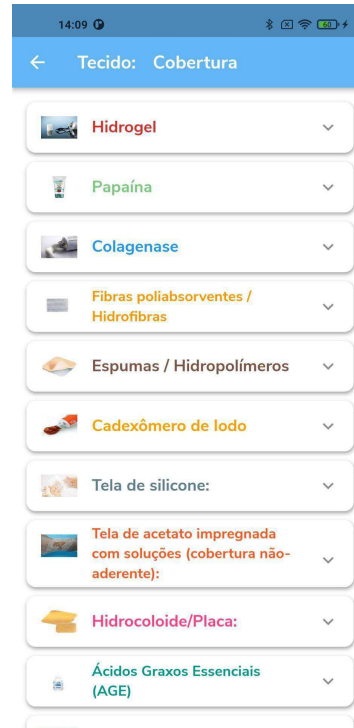 14:09
60
Tecido: Cobertura
Hidrogel
Papaína
Colagenase
Fibras poliabsorventes /
Hidrofibras
Espumas / Hidropolímeros
Cadexômero de Iodo
Tela de silicone:
Tela de acetato impregnada
com soluções (cobertura não-
aderente):
Hidrocoloide/Placa:
Ácidos Graxos Essenciais
(AGE)